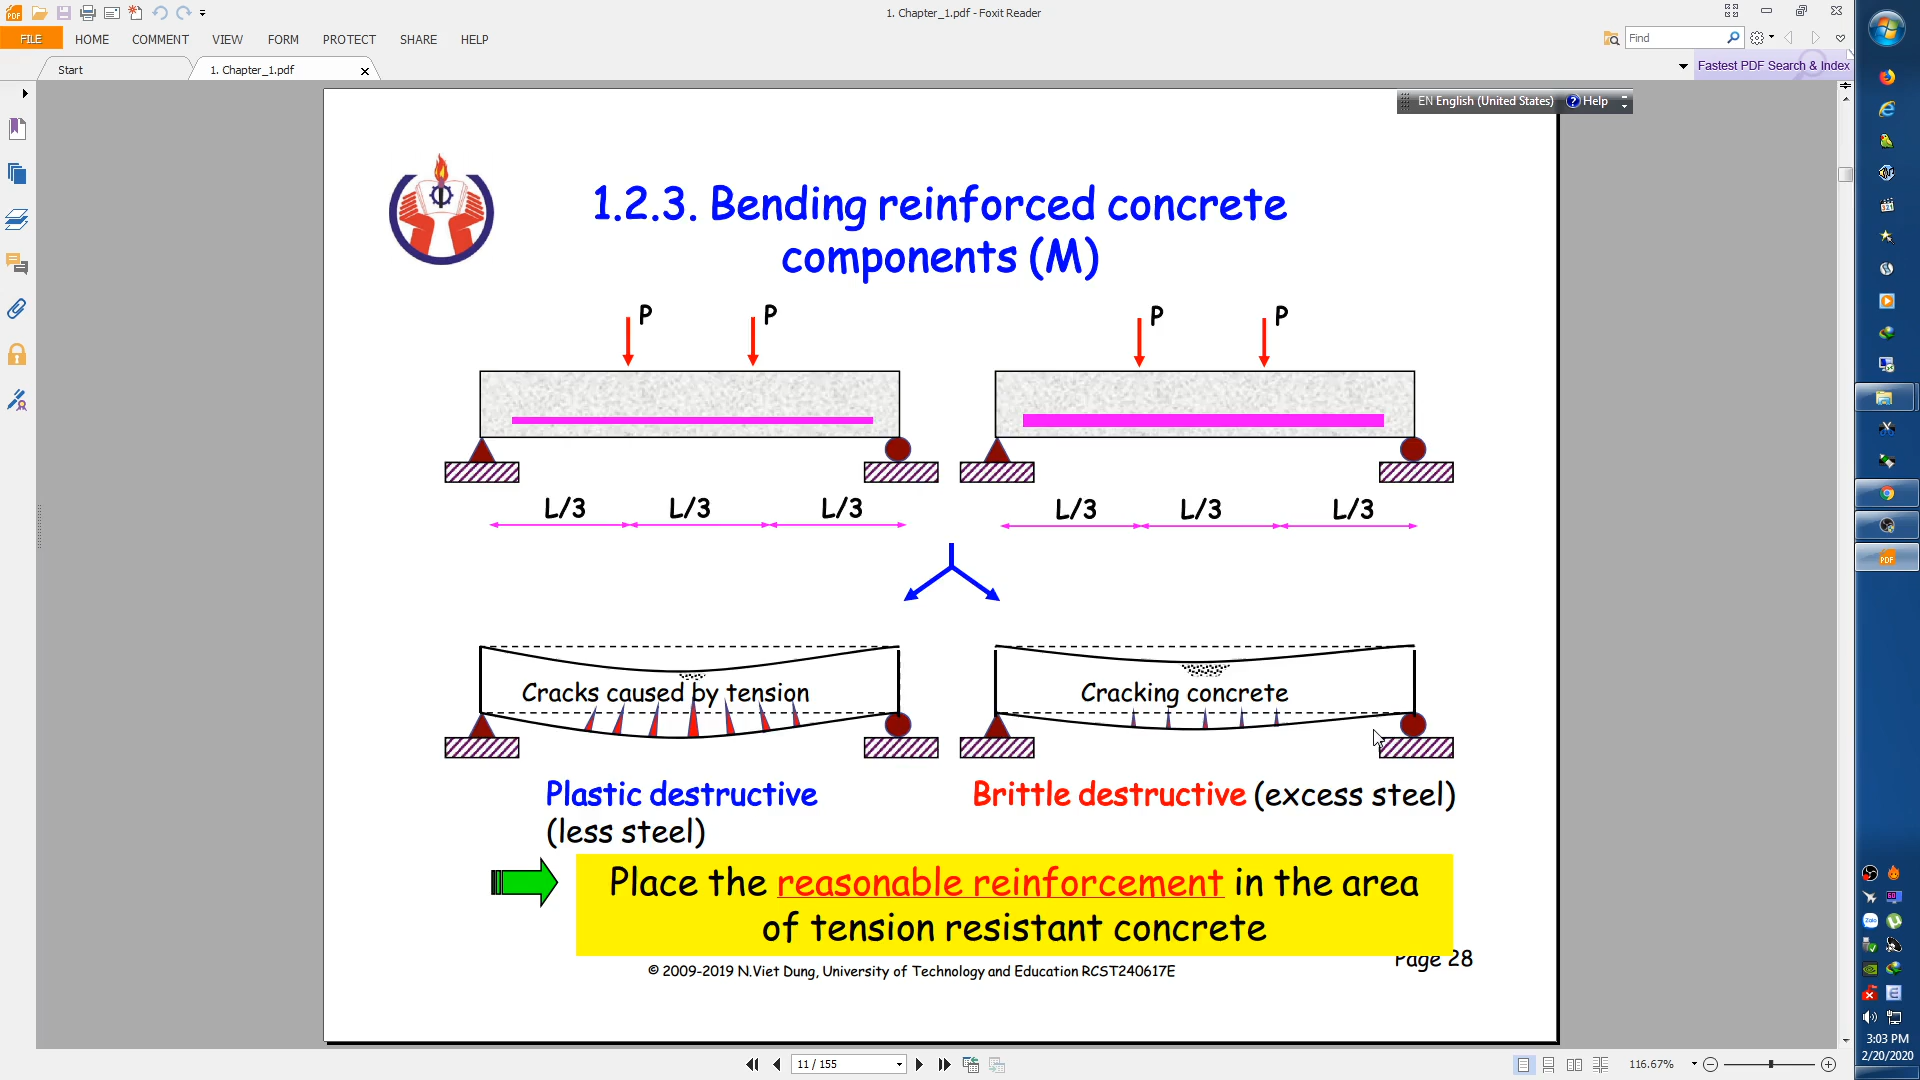 1. Chapter_1.pdf - Foxit Reader
FILE HOME COMMENT VIEW FORM PROTECT SHARE HELP
Find
Start
1. Chapter_1.pdf
Fastest PDF Search & Index
EN English (United States) Help
1.2.3. Bending reinforced concrete
components (M)
P P P P
L/3 L/3 L/3 L/3 L/3 L/3
Cracks caused by tension
Cracking concrete
Plastic destructive
(less steel)
Brittle destructive (excess steel)
Place the reasonable reinforcement in the area
of tension resistant concrete
Page 28
© 2009-2019 N.Viet Dung, University of Technology and Education RCST240617E
11 / 155
116.67%
3:03 PM
2/20/2020